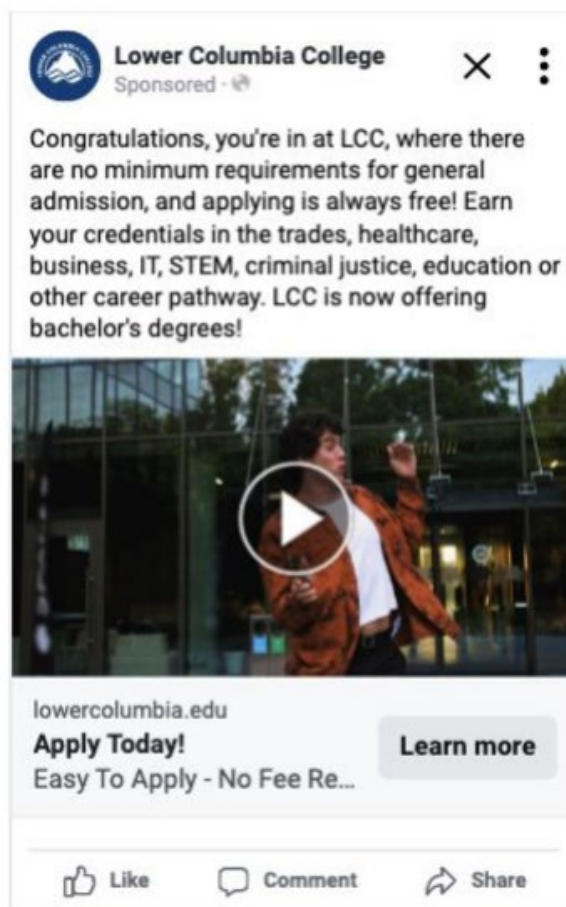 Lower Columbia College
Sponsored ·
Congratulations, you're in at LCC, where there
are no minimum requirements for general
admission, and applying is always free! Earn
your credentials in the trades, healthcare,
business, IT, STEM, criminal justice, education or
other career pathway. LCC is now offering
bachelor's degrees!
lowercolumbia.edu
Apply Today!
Easy To Apply - No Fee Re...
Learn more
Like
Comment
Share